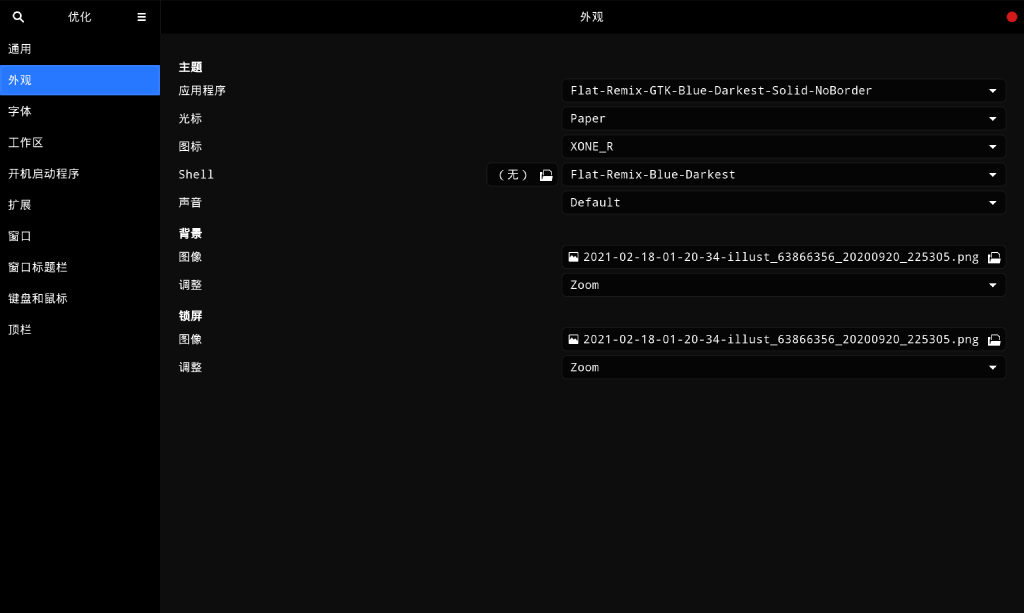 优化
外观
通用
外观
字体
工作区
开机启动程序
扩展
窗口
窗口标题栏
键盘和鼠标
顶栏
主题
应用程序 Flat-Remix-GTK-Blue-Darkest-Solid-NoBorder
光标 Paper
图标 XONE_R
Shell (无) Flat-Remix-Blue-Darkest
声音 Default
背景
图像 2021-02-18-01-20-34-illust_63866356_20200920_225305.png
调整 Zoom
锁屏
图像 2021-02-18-01-20-34-illust_63866356_20200920_225305.png
调整 Zoom